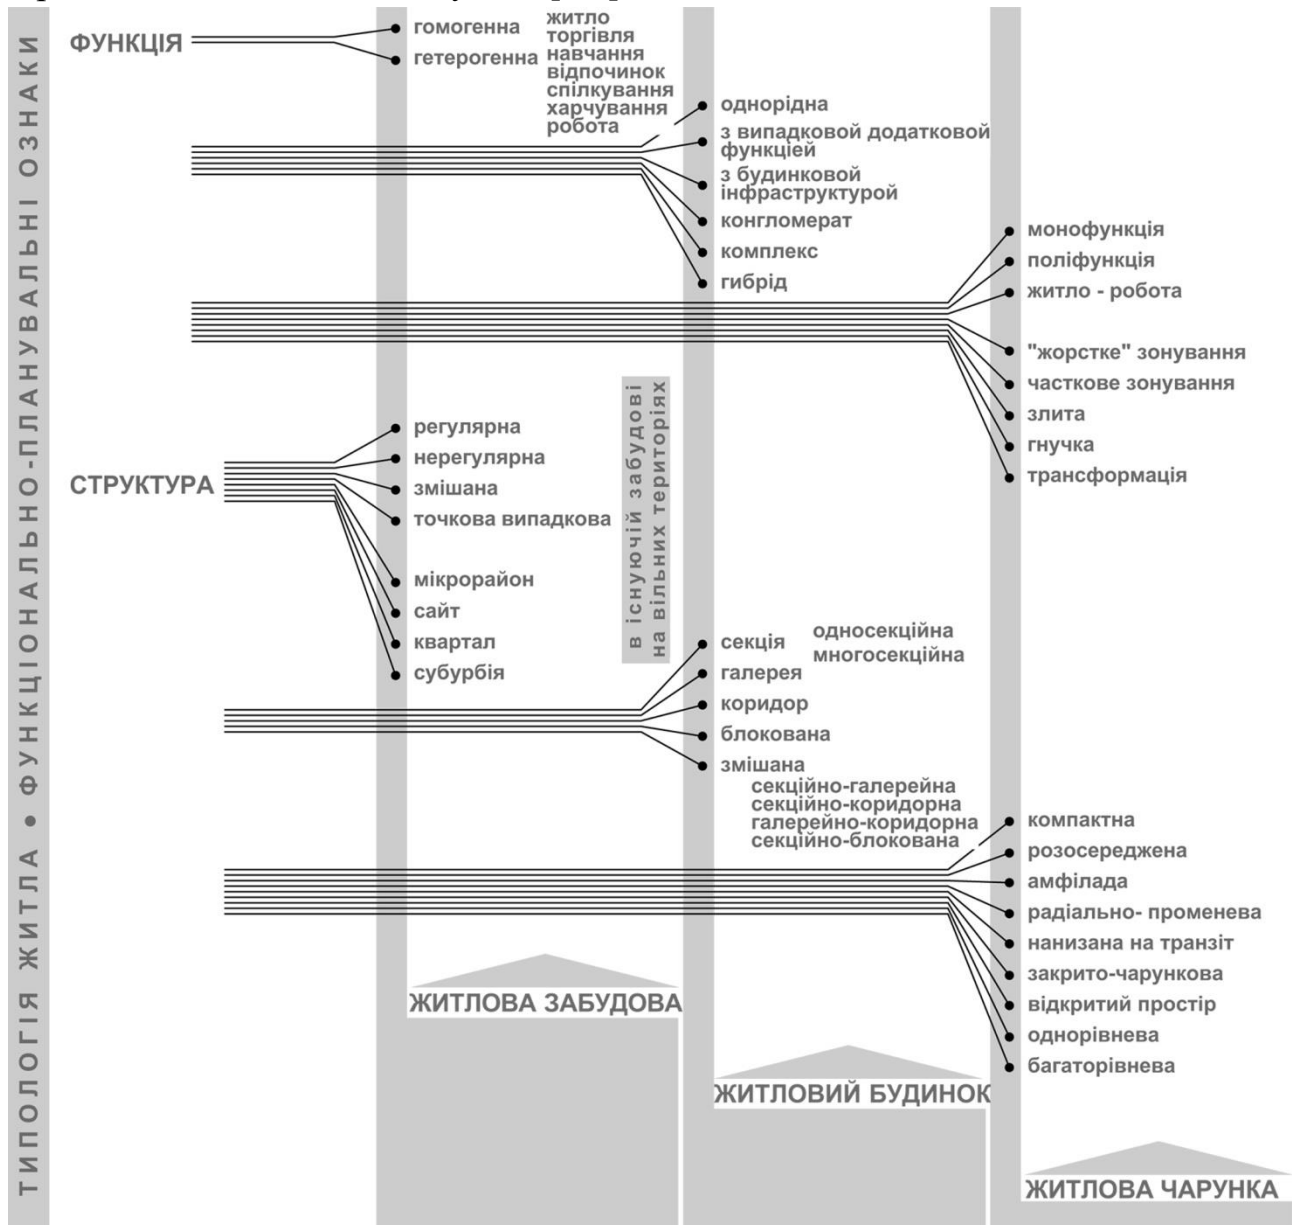 ТИПОЛОГІЯ ЖИТЛА • ФУНКЦІОНАЛЬНО-ПЛАНУВАЛЬНІ ОЗНАКИ
ФУНКЦІЯ
гомогенна
гетерогенна
житло
торгівля
навчання
відпочинок
спілкування
харчування
робота
однорідна
з випадковой додатковой
функцієй
з будинковой
інфраструктурой
конгломерат
комплекс
гибрід
монофункція
поліфункція
житло - робота
"жорстке" зонування
часткове зонування
злита
гнучка
трансформація
СТРУКТУРА
регулярна
нерегулярна
змішана
точкова випадкова
мікрорайон
сайт
квартал
субурбія
в існуючій забудові
на вільних територіях
секція
односекційна
многосекційна
галерея
коридор
блокована
змішана
секційно-галерейна
секційно-коридорна
галерейно-коридорна
секційно-блокована
компактна
розосереджена
амфілада
радіально- променева
нанизана на транзіт
закрито-чарункова
відкритий простір
однорівнева
багаторівнева
ЖИТЛОВА ЗАБУДОВА
ЖИТЛОВИЙ БУДИНОК
ЖИТЛОВА ЧАРУНКА